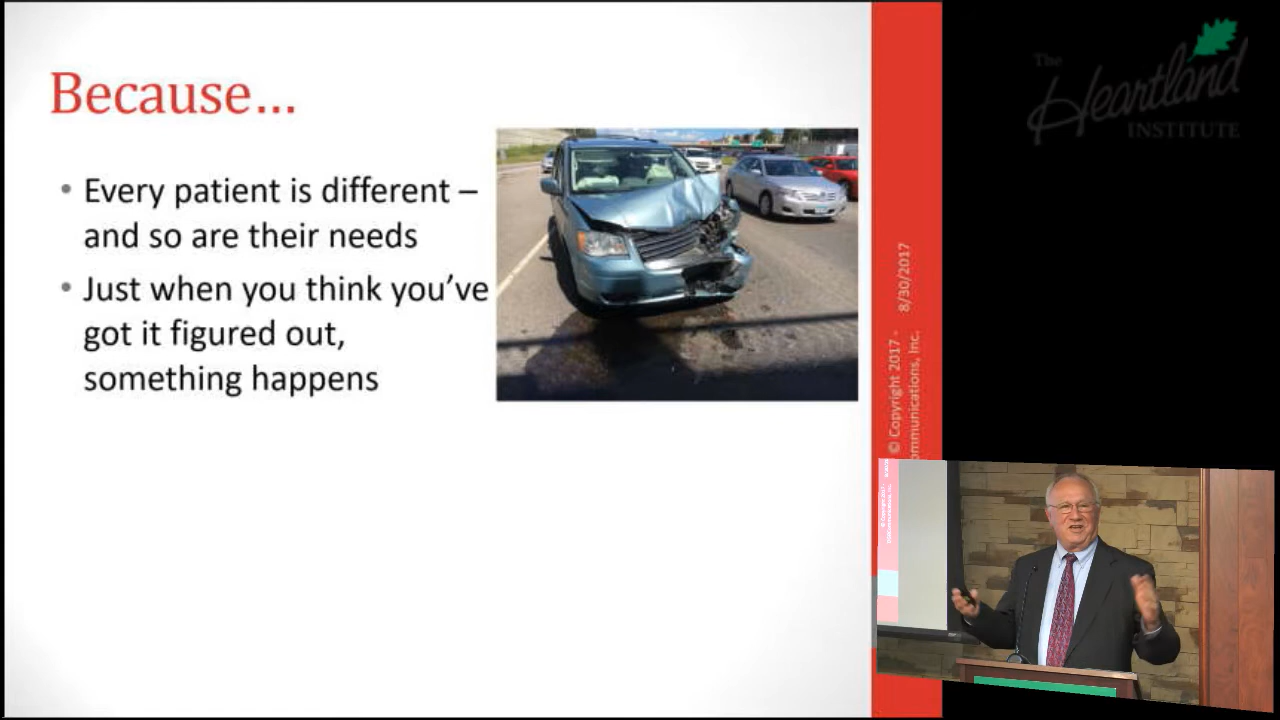 Because…
• Every patient is different –
and so are their needs
• Just when you think you've
got it figured out,
something happens
8/30/2017
© Copyright 2017 -
ommunications, Inc.
The
Heartland
INSTITUTE